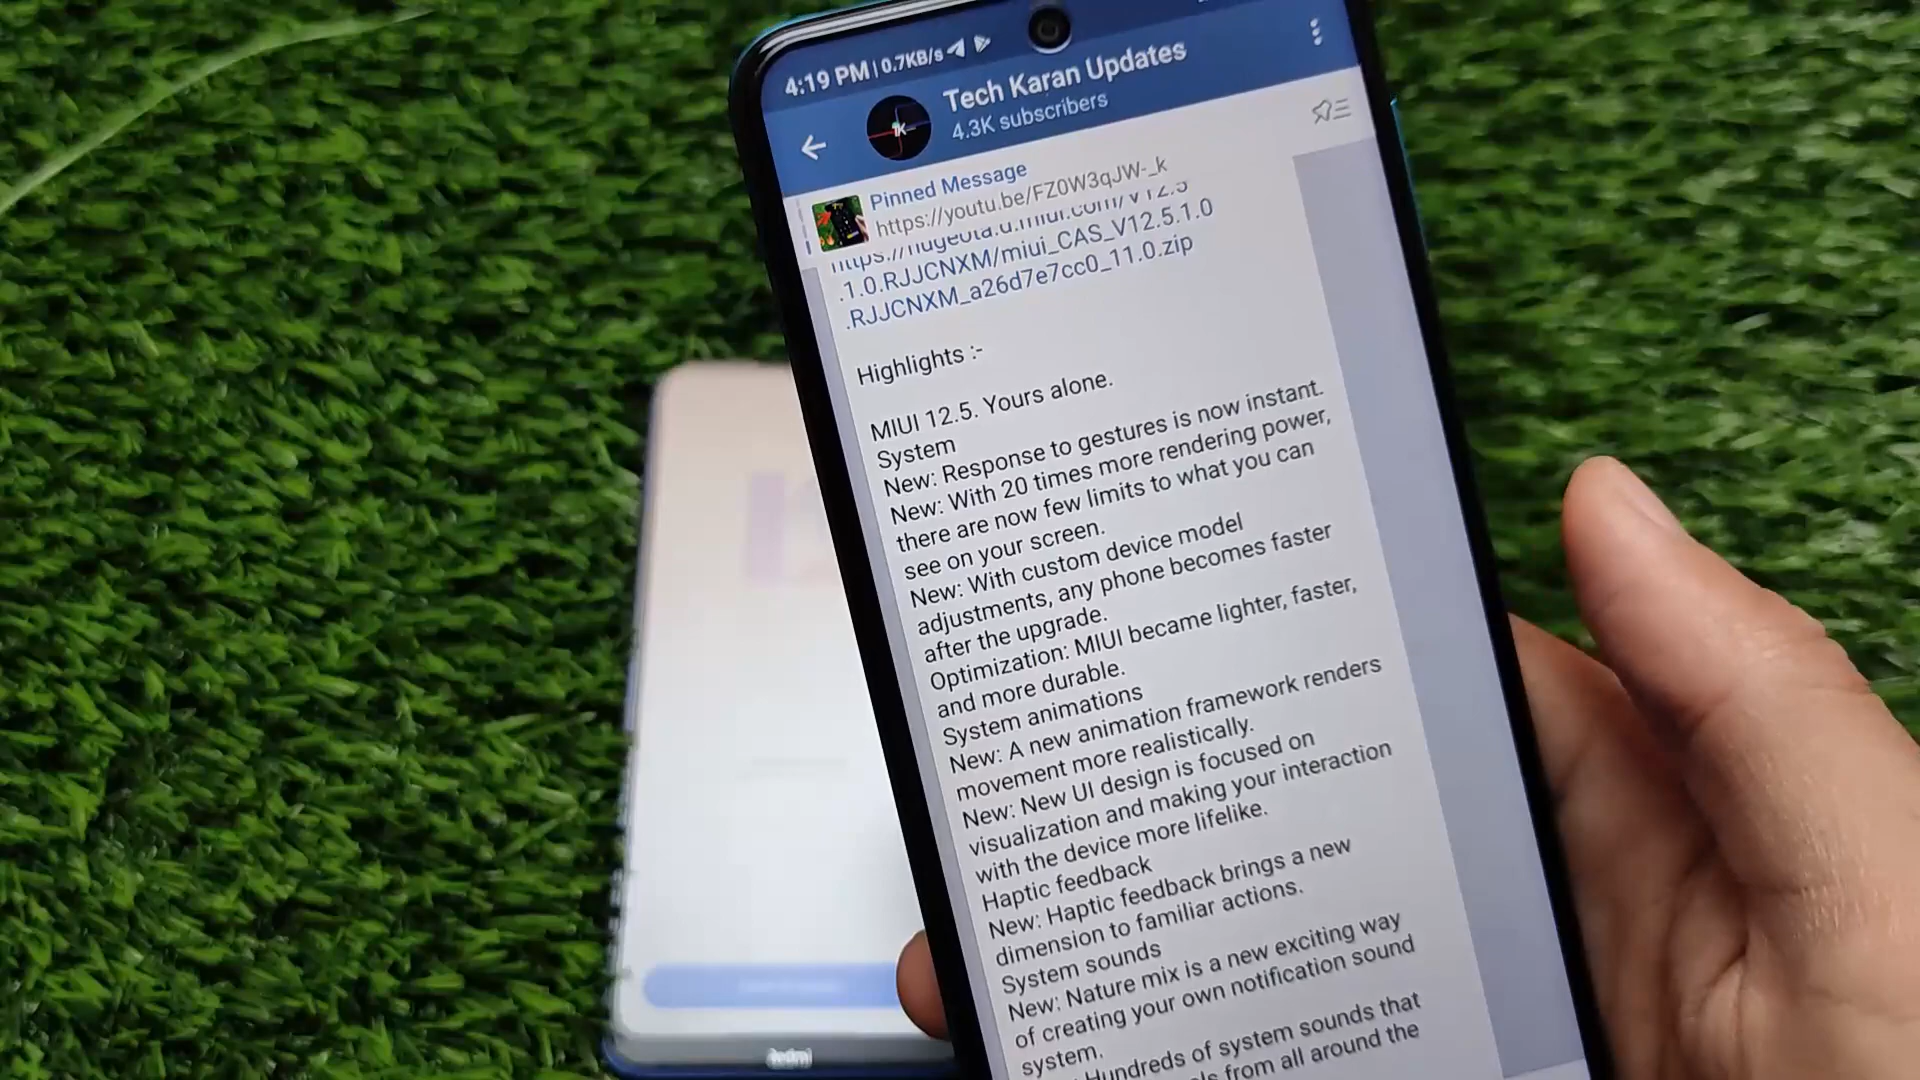 4:19 PM | 0.7KB/s
Tech Karan Updates
4.3K subscribers
Pinned Message
https://youtu.be/FZ0W3qJW-_k
https://hugeota.d.miui.com/V12.5
.1.0.RJJCNXM/miui_CAS_V12.5.1.0
.RJJCNXM_a26d7e7cc0_11.0.zip
Highlights :-
MIUI 12.5. Yours alone.
System
New: Response to gestures is now instant.
New: With 20 times more rendering power,
there are now few limits to what you can
see on your screen.
New: With custom device model
adjustments, any phone becomes faster
after the upgrade.
Optimization: MIUI became lighter, faster,
and more durable.
System animations
New: A new animation framework renders
movement more realistically.
New: New UI design is focused on
visualization and making your interaction
with the device more lifelike.
Haptic feedback
New: Haptic feedback brings a new
dimension to familiar actions.
System sounds
New: Nature mix is a new exciting way
of creating your own notification sound
system.
Hundreds of system sounds that
from all around the
Redmi